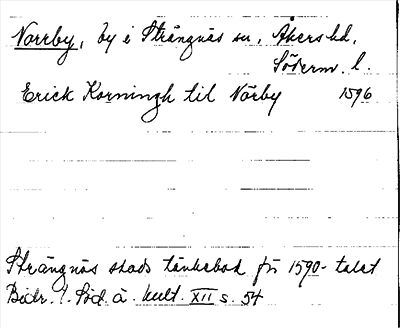 Norrby, by i Strängnäs sn, Åkers hd,
Söderm. l.
Erick Korningh til Nörby 1596
Strängnäs stads tänkebok för 1590-talet
Bidr. t. Söd. ä. kult. XII s. 54